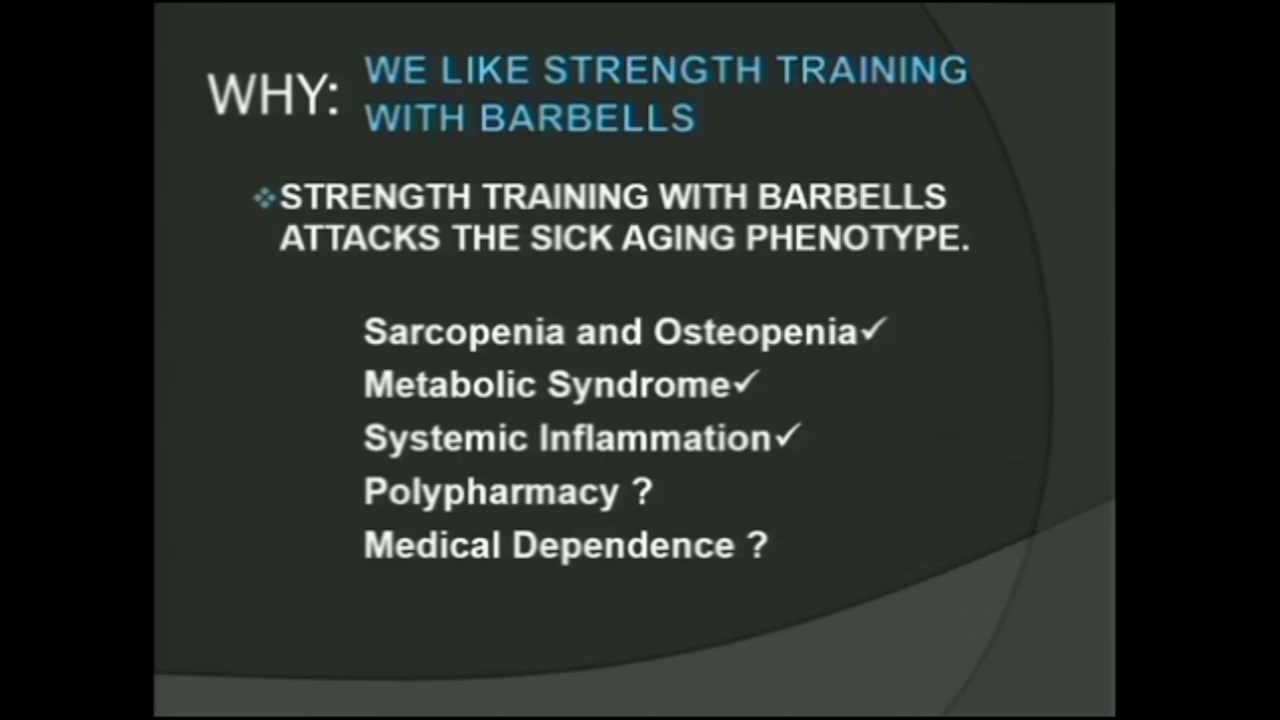 WHY:
WE LIKE STRENGTH TRAINING
WITH BARBELLS
❖STRENGTH TRAINING WITH BARBELLS
ATTACKS THE SICK AGING PHENOTYPE.
Sarcopenia and Osteopenia✓
Metabolic Syndrome✓
Systemic Inflammation✓
Polypharmacy ?
Medical Dependence ?